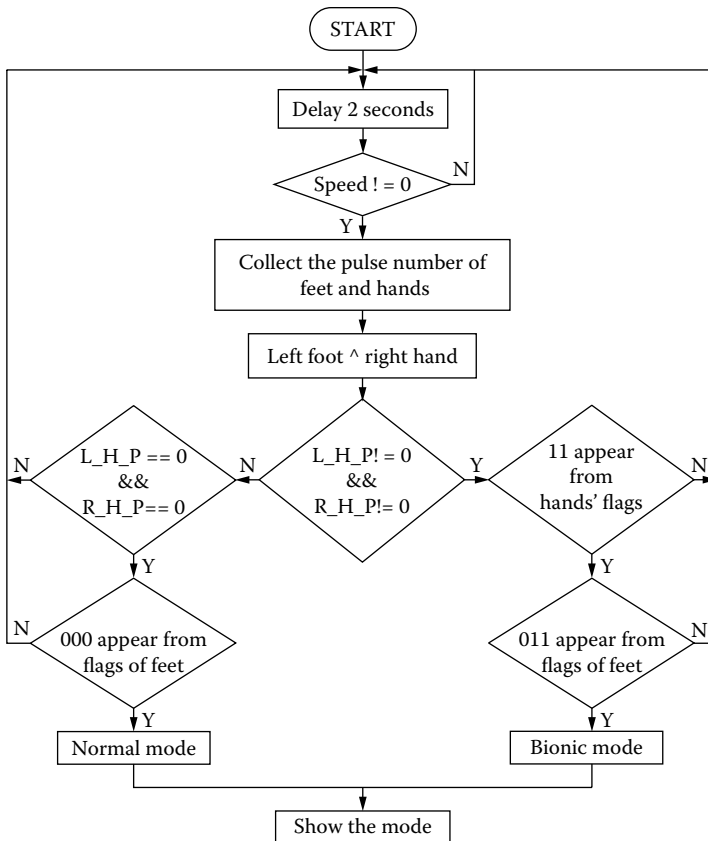 START
Delay 2 seconds
Speed ! = 0
N
Y
Collect the pulse number of
feet and hands
Left foot ^ right hand
N
L_H_P == 0
&&
R_H_P== 0
N
L_H_P! = 0
&&
R_H_P!= 0
Y
11 appear
from
hands’ flags
N
Y
Y
N
000 appear from
flags of feet
011 appear from
flags of feet
N
Y
Y
Normal mode
Bionic mode
Show the mode